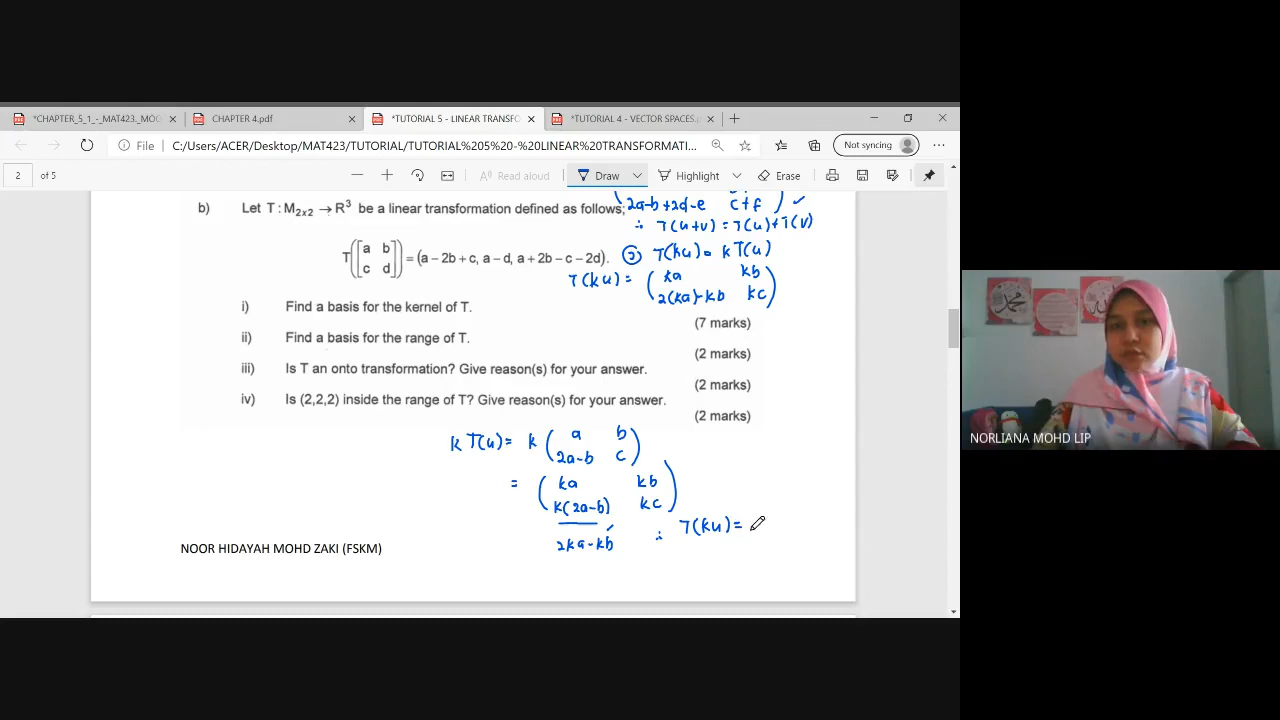 *CHAPTER_5_1_-_MAT423._MOO
CHAPTER 4.pdf
*TUTORIAL 5 - LINEAR TRANSFO
*TUTORIAL 4 - VECTOR SPACES.pd
File C:/Users/ACER/Desktop/MAT423/TUTORIAL/TUTORIAL%205%20-%20LINEAR%20TRANSFORMATI...
Not syncing
2 of 5
Read aloud
Draw
Highlight
Erase
2a-b+2d-e c+f ✓
∴ T(u+v) = T(u)+T(v)
b) Let T : M2x2 → R3 be a linear transformation defined as follows;
T([a b
c d]) = (a − 2b + c, a − d, a + 2b − c − 2d).
② T(ku) = k T(u)
T(ku) = (ka kb
2(ka)-kb kc)
i) Find a basis for the kernel of T.
(7 marks)
ii) Find a basis for the range of T.
(2 marks)
iii) Is T an onto transformation? Give reason(s) for your answer.
(2 marks)
iv) Is (2,2,2) inside the range of T? Give reason(s) for your answer.
(2 marks)
k T(u) = k (a b
2a-b c)
= (ka kb
k(2a-b) kc)
2ka-kb
∴ T(ku) =
NOOR HIDAYAH MOHD ZAKI (FSKM)
NORLIANA MOHD LIP